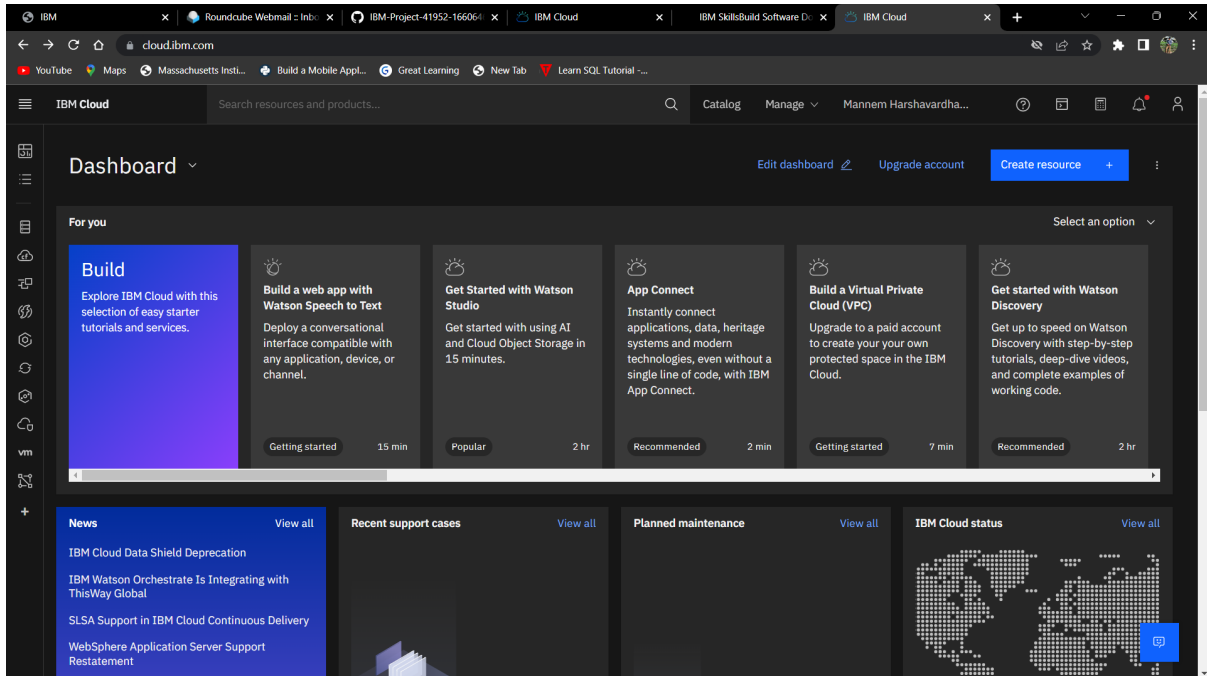 IBM
Roundcube Webmail :: Inbo
IBM-Project-41952-166064
IBM Cloud
IBM SkillsBuild Software Do
IBM Cloud
cloud.ibm.com
YouTube
Maps
Massachusetts Insti...
Build a Mobile Appl...
Great Learning
New Tab
Learn SQL Tutorial -...
IBM Cloud
Search resources and products...
Catalog
Manage
Mannem Harshavardha...
Dashboard
Edit dashboard
Upgrade account
Create resource +
For you
Select an option
Build
Explore IBM Cloud with this
selection of easy starter
tutorials and services.
Build a web app with
Watson Speech to Text
Deploy a conversational
interface compatible with
any application, device, or
channel.
Getting started
15 min
Get Started with Watson
Studio
Get started with using AI
and Cloud Object Storage in
15 minutes.
Popular
2 hr
App Connect
Instantly connect
applications, data, heritage
systems and modern
technologies, even without a
single line of code, with IBM
App Connect.
Recommended
2 min
Build a Virtual Private
Cloud (VPC)
Upgrade to a paid account
to create your your own
protected space in the IBM
Cloud.
Getting started
7 min
Get started with Watson
Discovery
Get up to speed on Watson
Discovery with step-by-step
tutorials, deep-dive videos,
and complete examples of
working code.
Recommended
2 hr
vm
News
View all
IBM Cloud Data Shield Deprecation
IBM Watson Orchestrate Is Integrating with
ThisWay Global
SLSA Support in IBM Cloud Continuous Delivery
WebSphere Application Server Support
Restatement
Recent support cases
View all
Planned maintenance
View all
IBM Cloud status
View all